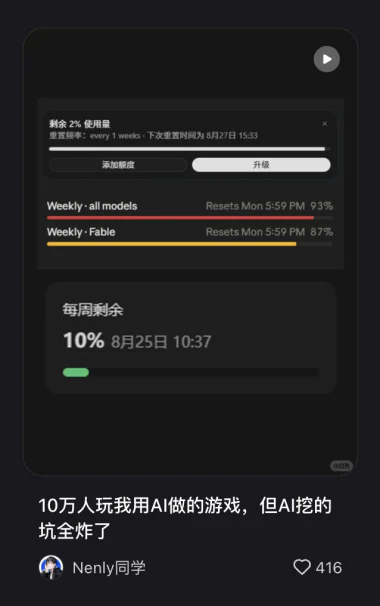 剩余 2% 使用量
重置频率：every 1 weeks · 下次重置时间为 8月27日 15:33
添加额度
升级
Weekly · all models Resets Mon 5:59 PM 93%
Weekly · Fable Resets Mon 5:59 PM 87%
每周剩余
10% 8月25日 10:37
小红书
10万人玩我用AI做的游戏，但AI挖的
坑全炸了
Nenly同学
416